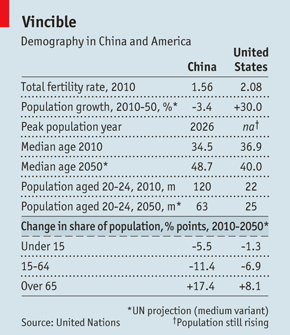 Vincible
Demography in China and America
China United States
Total fertility rate, 2010 1.56 2.08
Population growth, 2010-50, %* -3.4 +30.0
Peak population year 2026 na†
Median age 2010 34.5 36.9
Median age 2050* 48.7 40.0
Population aged 20-24, 2010, m 120 22
Population aged 20-24, 2050, m* 63 25
Change in share of population, % points, 2010-2050*
Under 15 -5.5 -1.3
15-64 -11.4 -6.9
Over 65 +17.4 +8.1
*UN projection (medium variant)
Source: United Nations †Population still rising